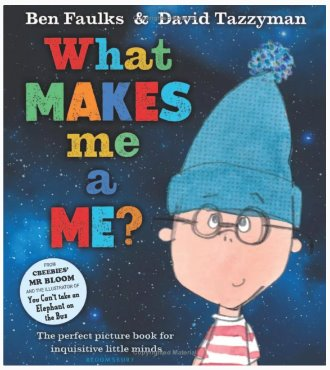 Ben Faulks & David Tazzyman
What
MAKES
me
a
ME?
FROM
CBEEBIES'
MR BLOOM
AND THE ILLUSTRATOR OF
You Can't take an
Elephant on
the Bus
The perfect picture book for
inquisitive little minds
BLOOMSBURY